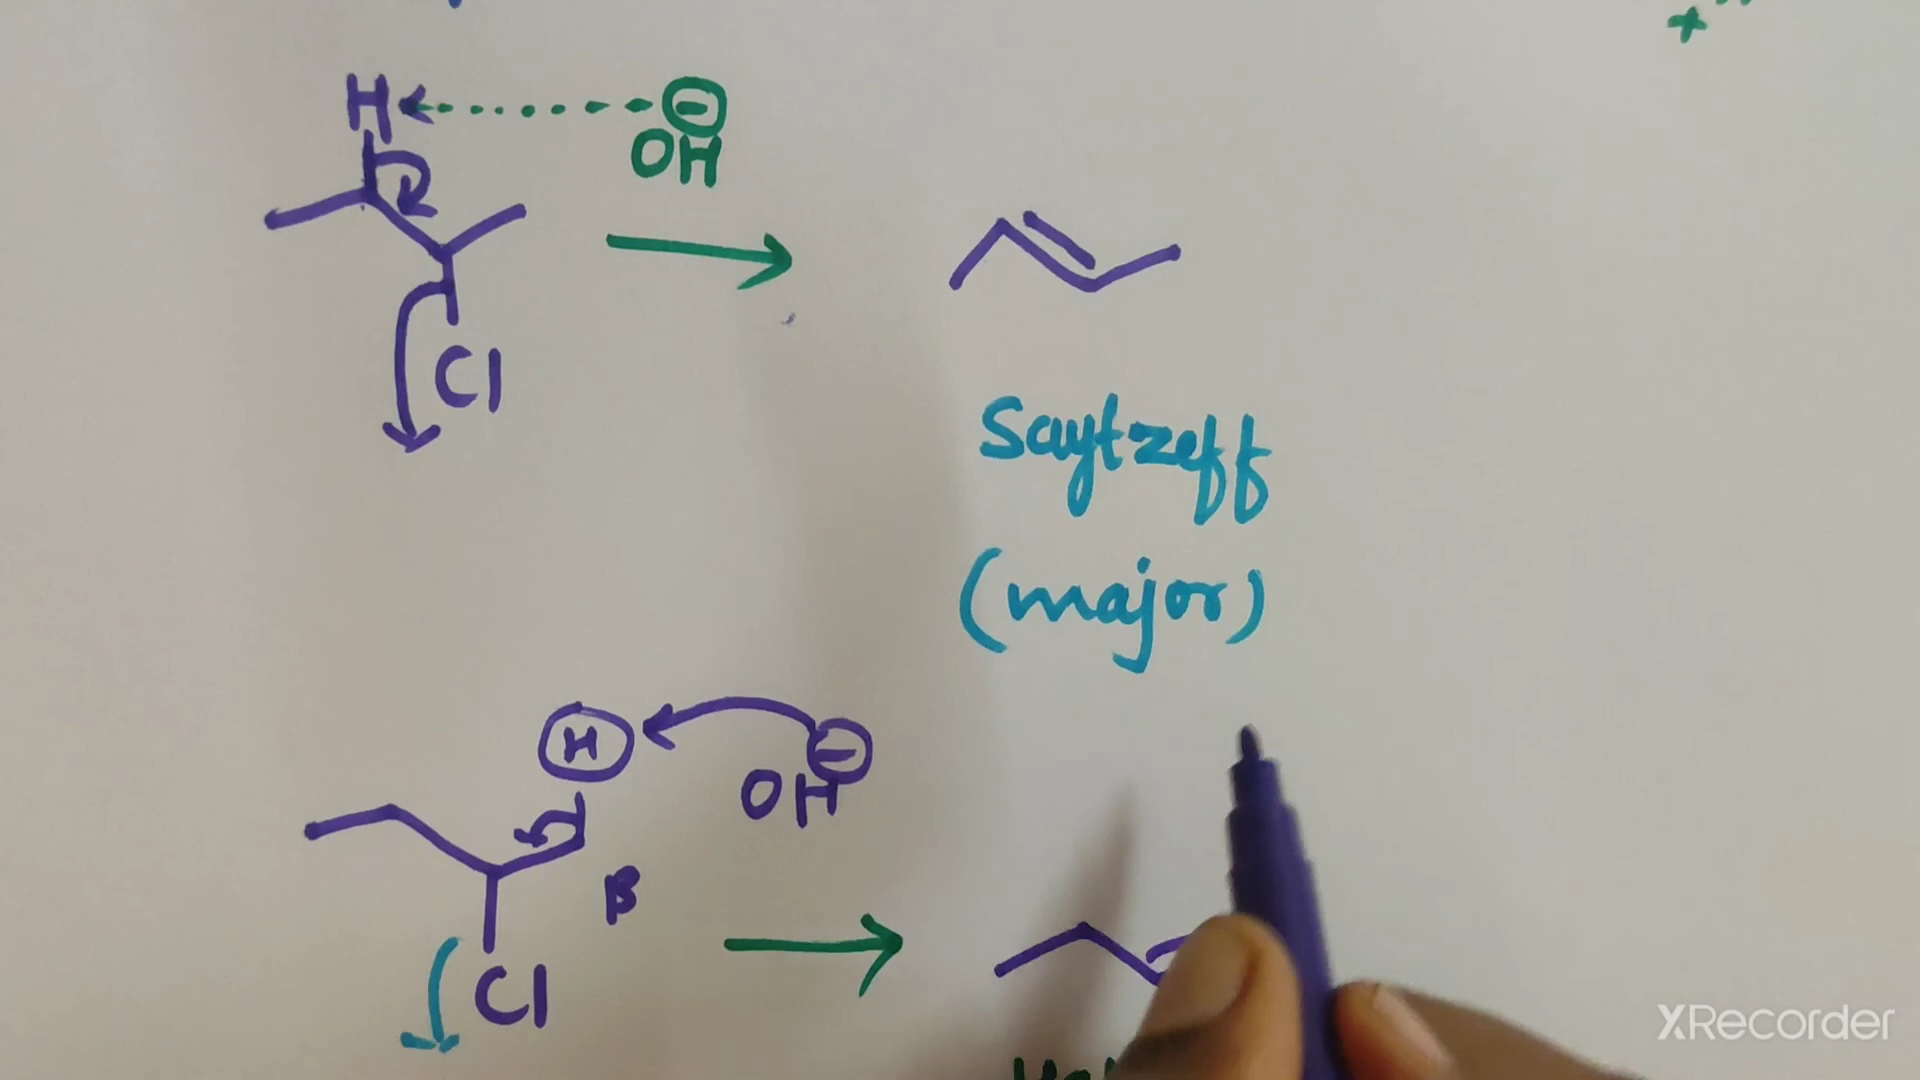 H
⊖
OH
Cl
Saytzeff
(major)
H
⊖
OH
β
Cl
XRecorder